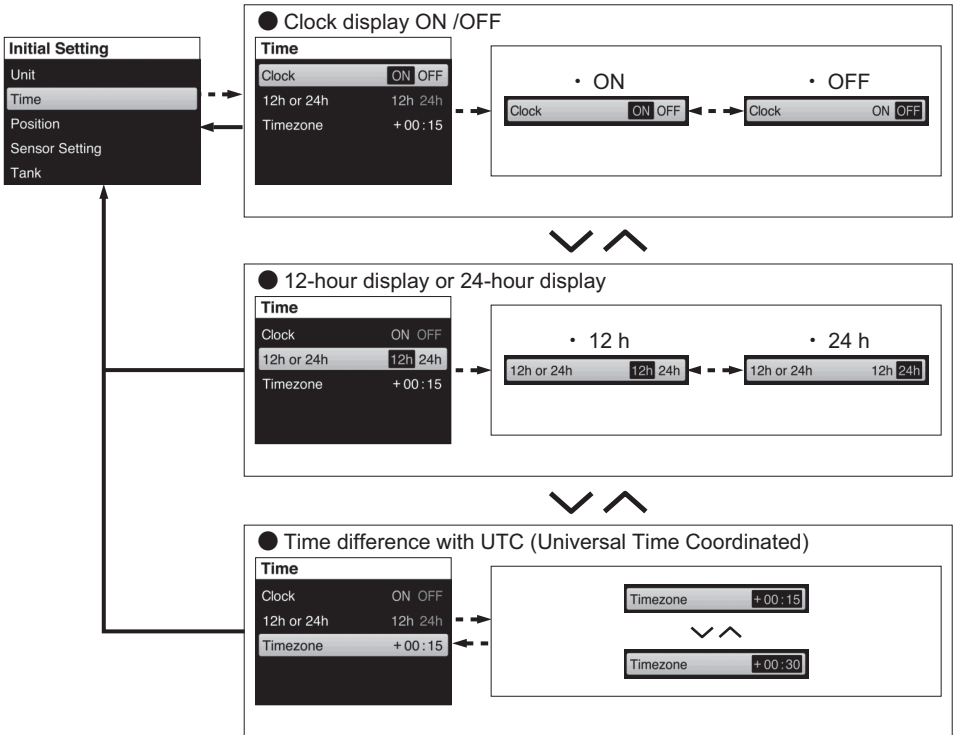 Initial Setting
Unit
Time
Position
Sensor Setting
Tank
● Clock display ON /OFF
Time
Clock ON OFF
12h or 24h 12h 24h
Timezone +00:15
・ ON
Clock ON OFF
・ OFF
Clock ON OFF
● 12-hour display or 24-hour display
Time
Clock ON OFF
12h or 24h 12h 24h
Timezone +00:15
・ 12 h
12h or 24h 12h 24h
・ 24 h
12h or 24h 12h 24h
● Time difference with UTC (Universal Time Coordinated)
Time
Clock ON OFF
12h or 24h 12h 24h
Timezone +00:15
Timezone +00:15
Timezone +00:30